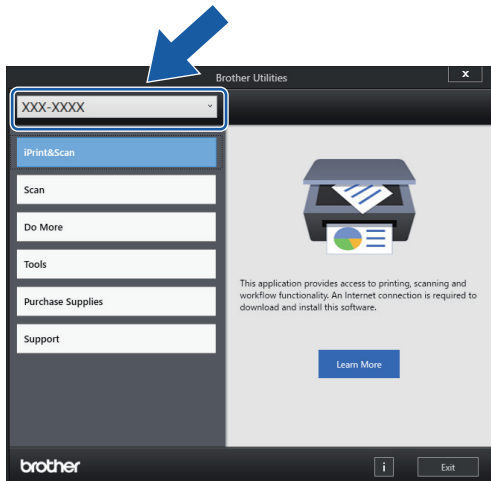 Brother Utilities
x
XXX-XXXX
iPrint&Scan
Scan
Do More
Tools
Purchase Supplies
Support
This application provides access to printing, scanning and
workflow functionality. An Internet connection is required to
download and install this software.
Learn More
brother
i
Exit